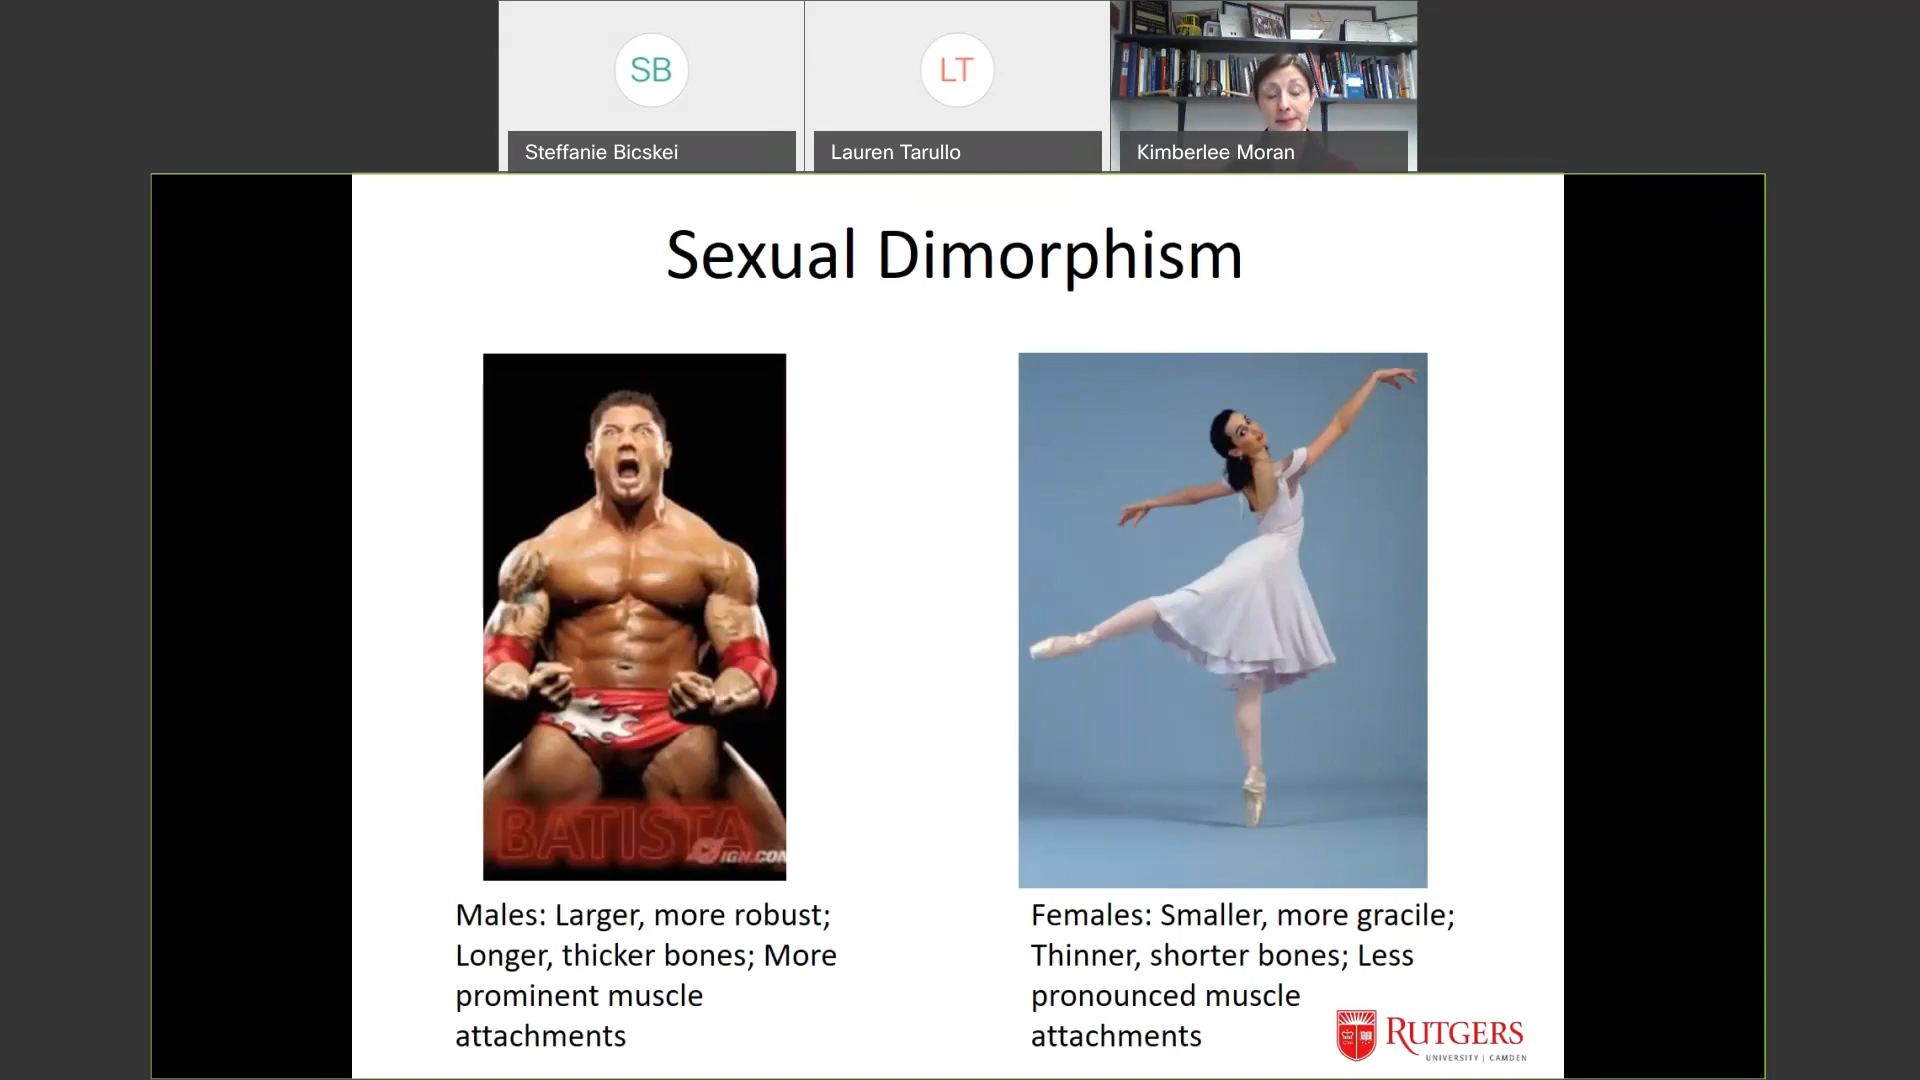 SB
LT
Steffanie Bicskei
Lauren Tarullo
Kimberlee Moran
Sexual Dimorphism
BATISTA
IGN.COM
Males: Larger, more robust;
Longer, thicker bones; More
prominent muscle
attachments
Females: Smaller, more gracile;
Thinner, shorter bones; Less
pronounced muscle
attachments
RUTGERS
UNIVERSITY | CAMDEN